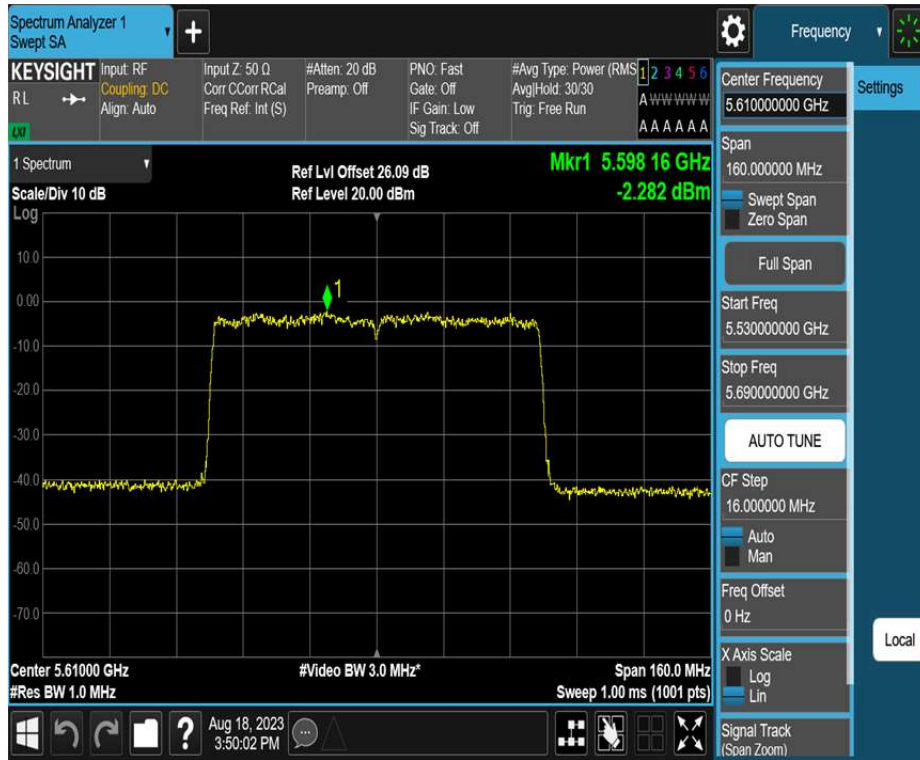 Spectrum Analyzer 1
Swept SA
+
Frequency
KEYSIGHT
RL
LXI
Input: RF
Coupling: DC
Align: Auto
Input Z: 50 Ω
Corr CCorr RCal
Freq Ref: Int (S)
#Atten: 20 dB
Preamp: Off
PNO: Fast
Gate: Off
IF Gain: Low
Sig Track: Off
#Avg Type: Power (RMS
Avg|Hold: 30/30
Trig: Free Run
1 2 3 4 5 6
A W W W W W
A A A A A A
Center Frequency
5.610000000 GHz
Settings
Span
160.000000 MHz
Swept Span
Zero Span
Full Span
Start Freq
5.530000000 GHz
Stop Freq
5.690000000 GHz
AUTO TUNE
CF Step
16.000000 MHz
Auto
Man
Freq Offset
0 Hz
X Axis Scale
Log
Lin
Local
Signal Track
(Span Zoom)
1 Spectrum
Scale/Div 10 dB
Log
Ref Lvl Offset 26.09 dB
Ref Level 20.00 dBm
Mkr1 5.598 16 GHz
-2.282 dBm
10.0
0.00
1
-10.0
-20.0
-30.0
-40.0
-50.0
-60.0
-70.0
Center 5.61000 GHz
#Res BW 1.0 MHz
#Video BW 3.0 MHz*
Span 160.0 MHz
Sweep 1.00 ms (1001 pts)
?
Aug 18, 2023
3:50:02 PM